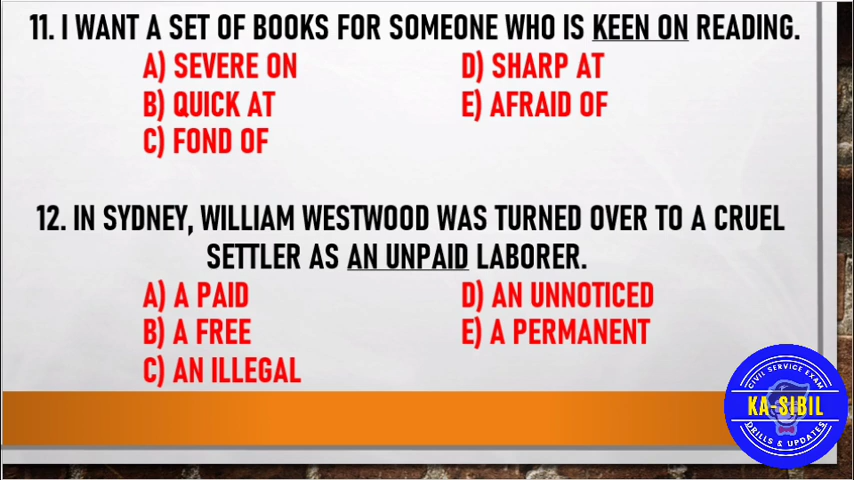 11. I WANT A SET OF BOOKS FOR SOMEONE WHO IS KEEN ON READING.
A) SEVERE ON
B) QUICK AT
C) FOND OF
D) SHARP AT
E) AFRAID OF
12. IN SYDNEY, WILLIAM WESTWOOD WAS TURNED OVER TO A CRUEL
SETTLER AS AN UNPAID LABORER.
A) A PAID
B) A FREE
C) AN ILLEGAL
D) AN UNNOTICED
E) A PERMANENT
CIVIL SERVICE EXAM
KA-SIBIL
DRILLS & UPDATES